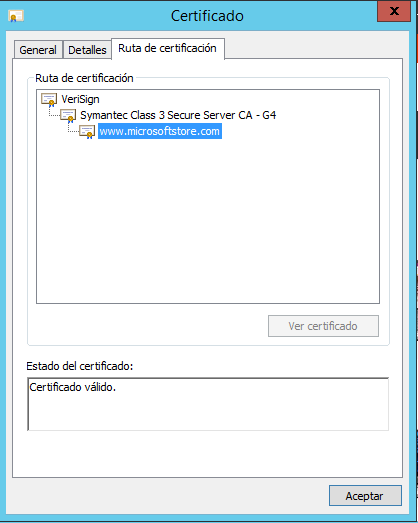 Certificado
x
General
Detalles
Ruta de certificación
Ruta de certificación
VeriSign
Symantec Class 3 Secure Server CA - G4
www.microsoftstore.com
Ver certificado
Estado del certificado:
Certificado válido.
Aceptar